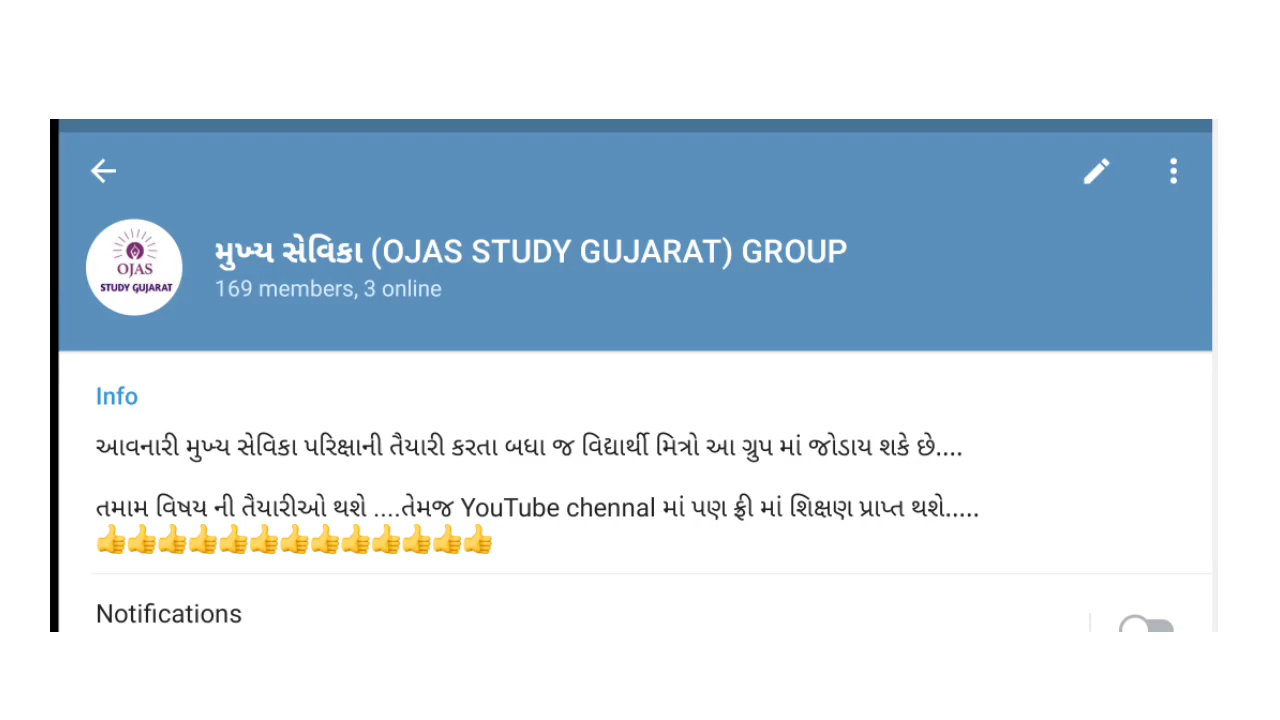 મુખ્ય સેવિકા (OJAS STUDY GUJARAT) GROUP
OJAS
STUDY GUJARAT
169 members, 3 online
Info
આવનારી મુખ્ય સેવિકા પરિક્ષાની તૈયારી કરતા બધા જ વિદ્યાર્થી મિત્રો આ ગ્રુપ માં જોડાય શકે છે....
તમામ વિષય ની તૈયારીઓ થશે ....તેમજ YouTube chennal માં પણ ફ્રી માં શિક્ષણ પ્રાપ્ત થશે.....
👍👍👍👍👍👍👍👍👍👍👍👍👍
Notifications